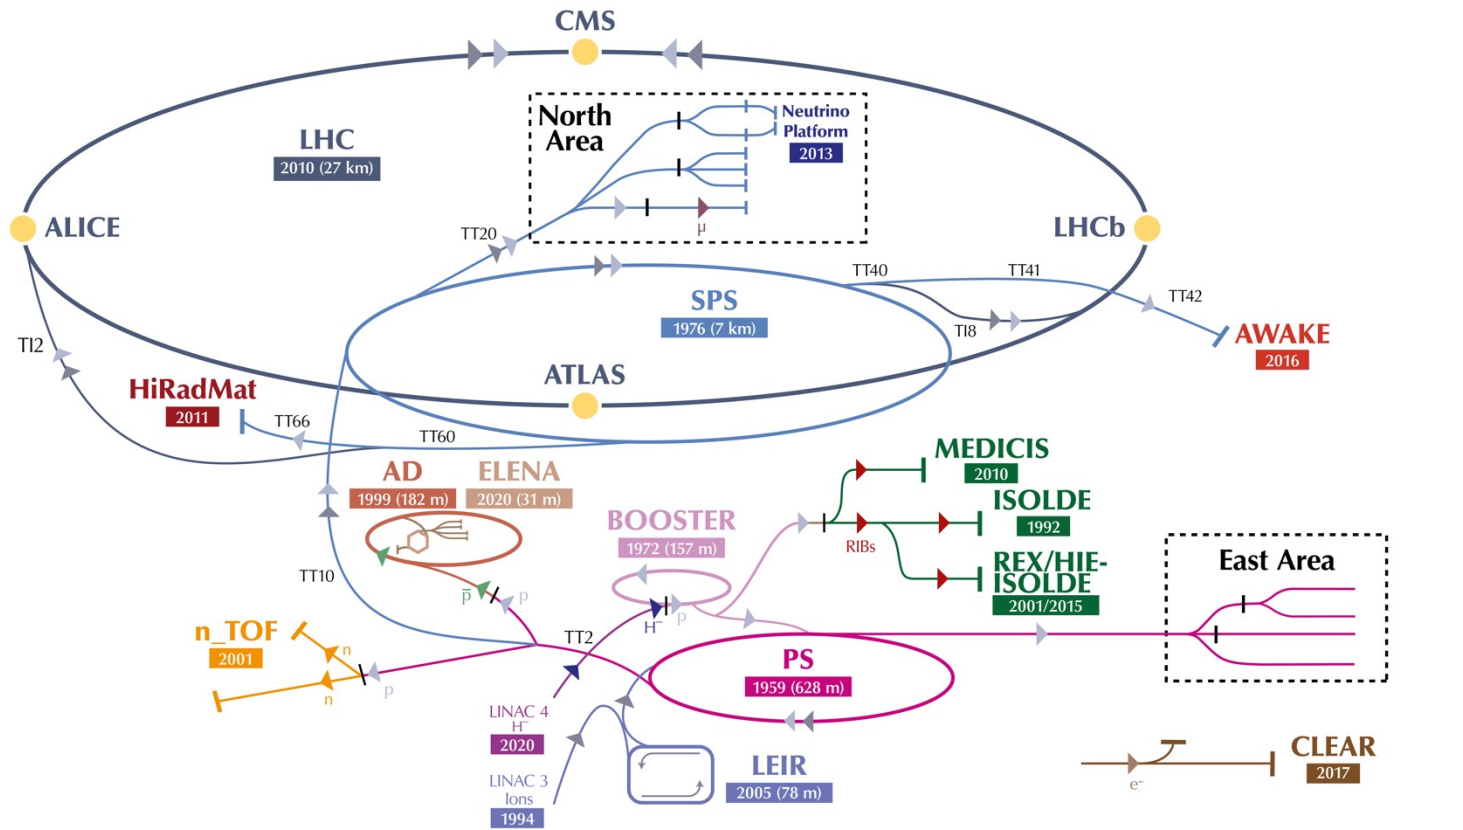 CMS
North
Area
Neutrino
Platform
2013
LHC
2010 (27 km)
μ
ALICE
LHCb
TT20
TT40
TT41
TT42
SPS
1976 (7 km)
TI8
TI2
AWAKE
2016
ATLAS
HiRadMat
2011
TT66
TT60
MEDICIS
2010
AD
1999 (182 m)
ELENA
2020 (31 m)
ISOLDE
1992
BOOSTER
1972 (157 m)
RIBs
REX/HIE-
ISOLDE
2001/2015
East Area
TT10
p̅
p
H⁻
p
n_TOF
2001
n
n
p
TT2
PS
1959 (628 m)
LINAC 4
H⁻
2020
LINAC 3
Ions
1994
LEIR
2005 (78 m)
e⁻
CLEAR
2017